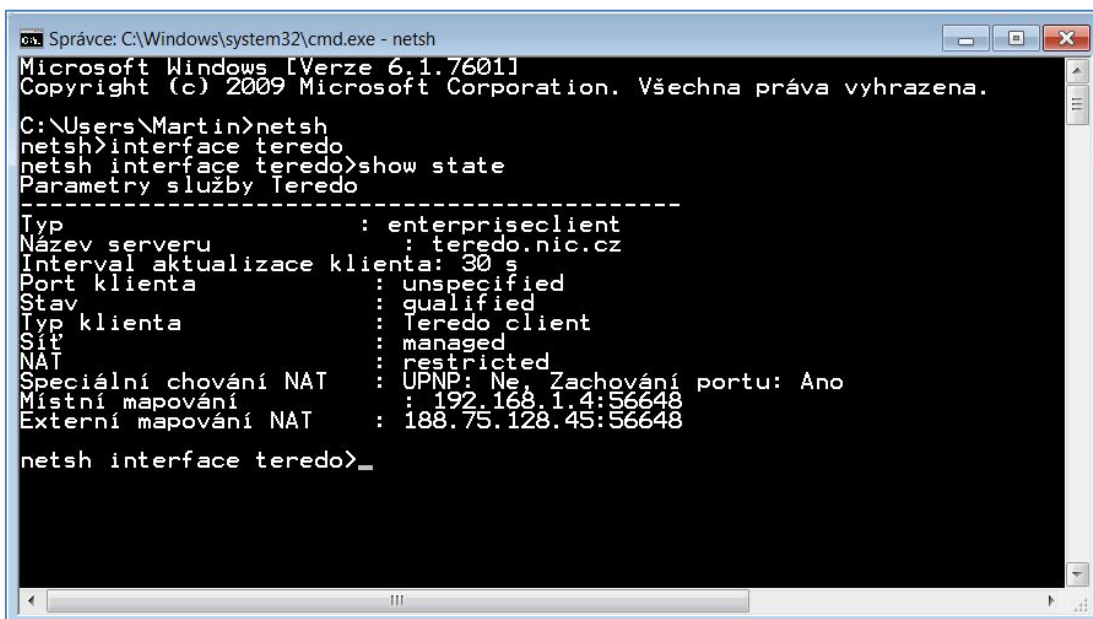 Správce: C:\Windows\system32\cmd.exe - netsh
Microsoft Windows [Verze 6.1.7601]
Copyright (c) 2009 Microsoft Corporation. Všechna práva vyhrazena.
C:\Users\Martin>netsh
netsh>interface teredo
netsh interface teredo>show state
Parametry služby Teredo
---------------------------------------------
Typ : enterpriseclient
Název serveru : teredo.nic.cz
Interval aktualizace klienta: 30 s
Port klienta : unspecified
Stav : qualified
Typ klienta : Teredo client
Síť : managed
NAT : restricted
Speciální chování NAT : UPNP: Ne, Zachování portu: Ano
Místní mapování : 192.168.1.4:56648
Externí mapování NAT : 188.75.128.45:56648
netsh interface teredo>_